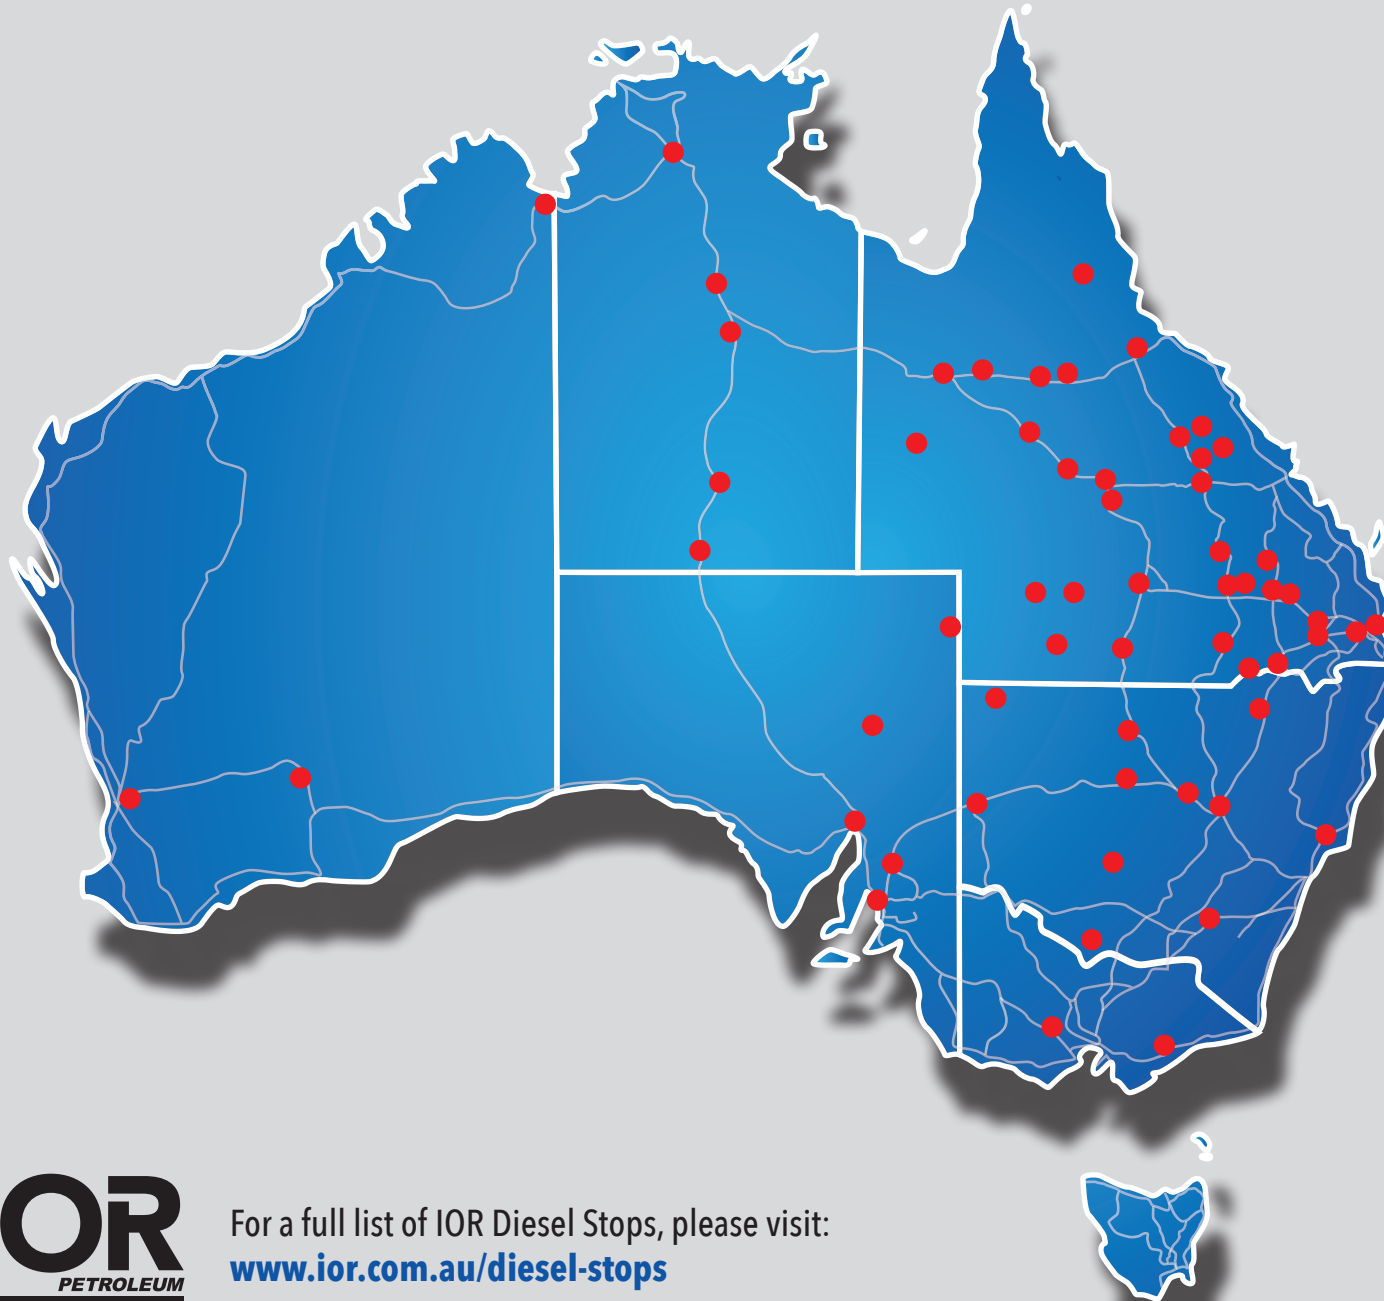 OR
PETROLEUM
For a full list of IOR Diesel Stops, please visit:
www.ior.com.au/diesel-stops